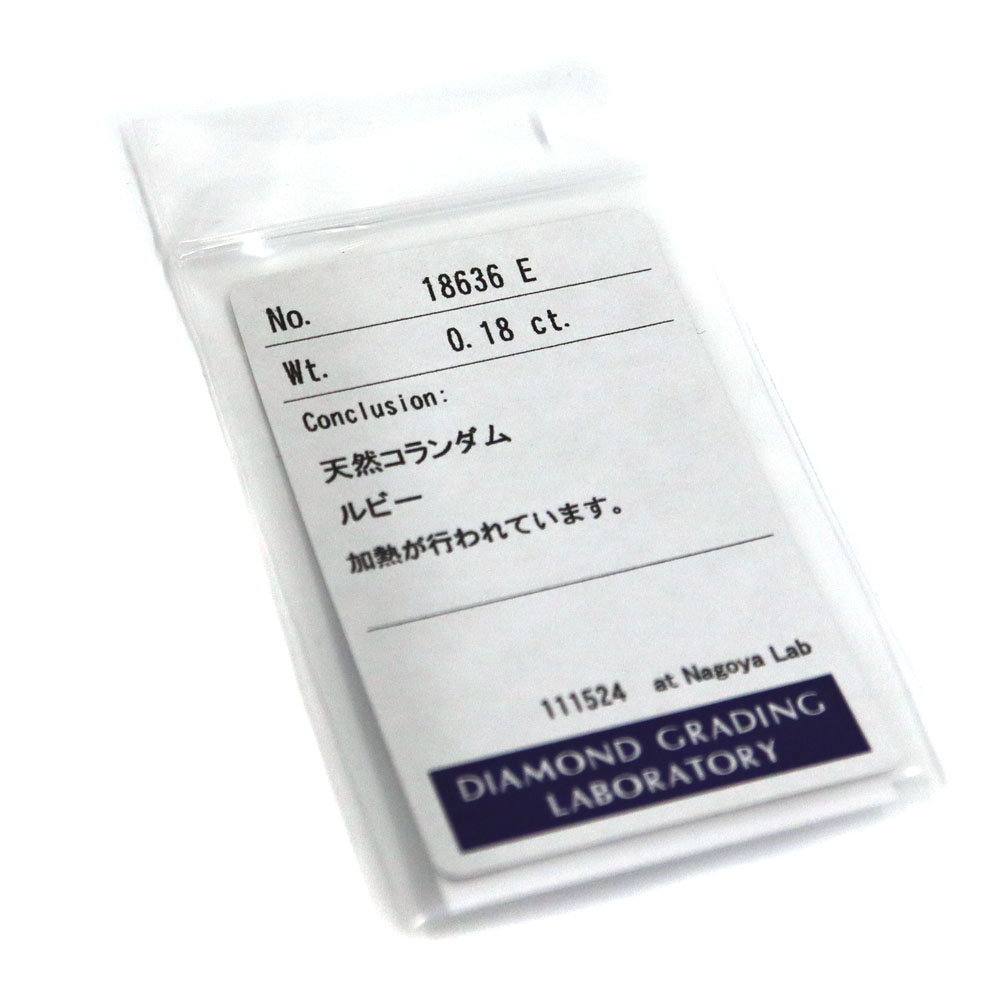 No. 18636 E
Wt. 0.18 ct.
Conclusion:
天然コランダム
ルビー
加熱が行われています。
111524 at Nagoya Lab
DIAMOND GRADING
LABORATORY